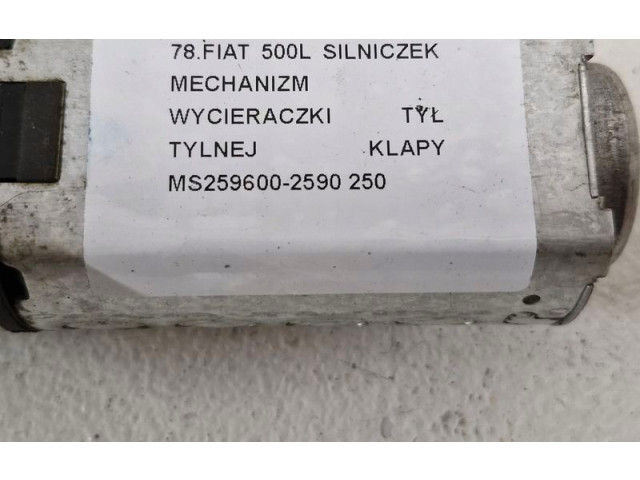 78.FIAT 500L SILNICZEK
MECHANIZM
WYCIERACZKI TYŁ
TYLNEJ KLAPY
MS259600-2590 250